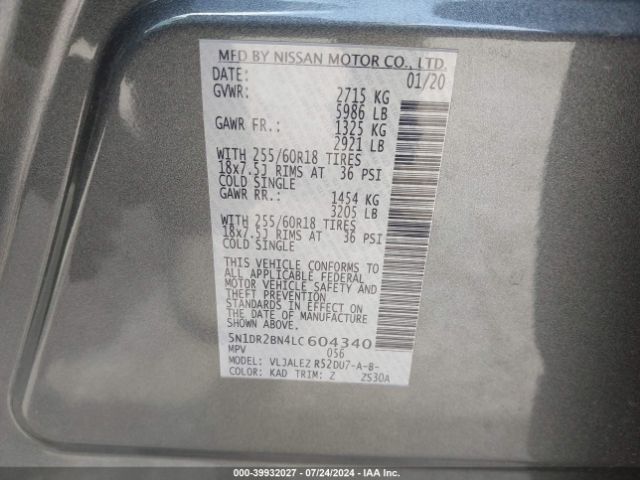 MFD BY NISSAN MOTOR CO., LTD.
DATE: 01/20
GVWR: 2715 KG
5986 LB
GAWR FR.: 1325 KG
2921 LB
WITH 255/60R18 TIRES
18x7.5J RIMS AT 36 PSI
COLD SINGLE
GAWR RR.: 1454 KG
3205 LB
WITH 255/60R18 TIRES
18x7.5J RIMS AT 36 PSI
COLD SINGLE
THIS VEHICLE CONFORMS TO
ALL APPLICABLE FEDERAL
MOTOR VEHICLE SAFETY AND
THEFT PREVENTION
STANDARDS IN EFFECT ON
THE DATE OF MANUFACTURE
SHOWN ABOVE.
5N1DR2BN4LC604340
MPV 056
MODEL: VLJALEZ R52DU7-A-B-
COLOR: KAD TRIM: Z ZS30A
000-39932027 - 07/24/2024 - IAA Inc.